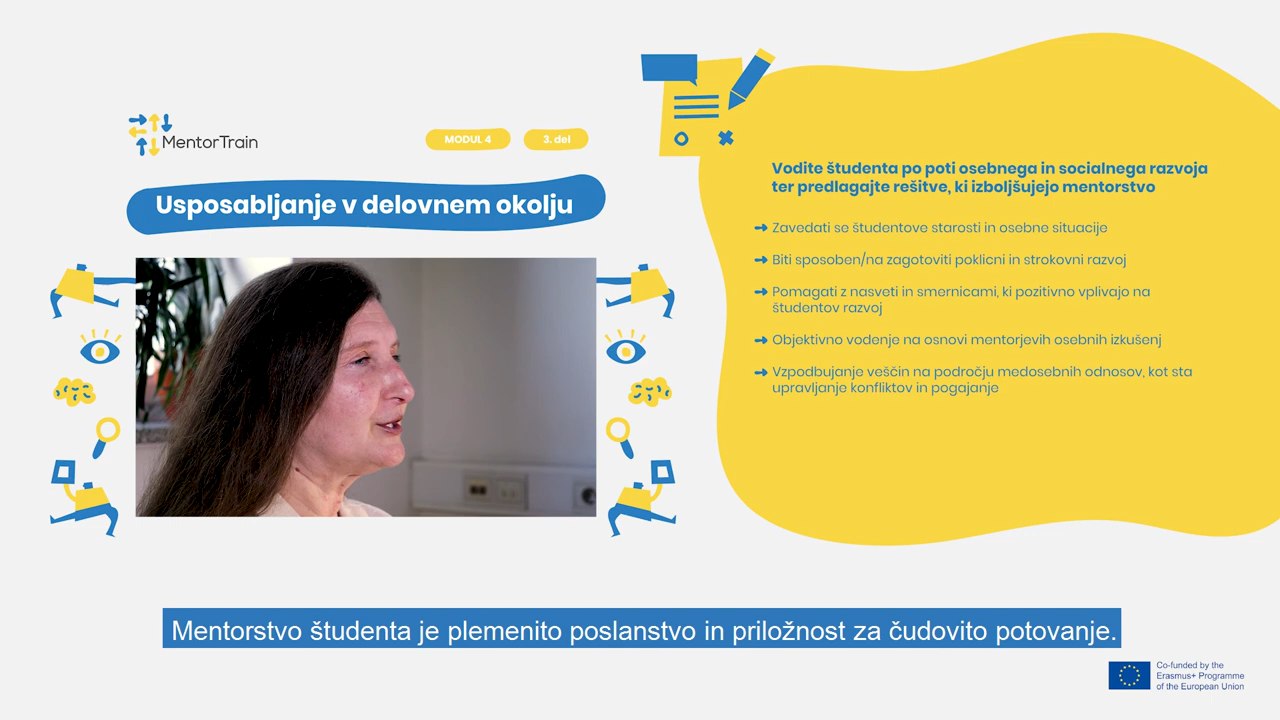 MentorTrain
MODUL 4
3. del
Usposabljanje v delovnem okolju
Vodite študenta po poti osebnega in socialnega razvoja
ter predlagajte rešitve, ki izboljšujejo mentorstvo
Zavedati se študentove starosti in osebne situacije
Biti sposoben/na zagotoviti poklicni in strokovni razvoj
Pomagati z nasveti in smernicami, ki pozitivno vplivajo na
študentov razvoj
Objektivno vodenje na osnovi mentorjevih osebnih izkušenj
Vzpodbujanje veščin na področju medosebnih odnosov, kot sta
upravljanje konfliktov in pogajanje
Mentorstvo študenta je plemenito poslanstvo in priložnost za čudovito potovanje.
Co-funded by the
Erasmus+ Programme
of the European Union